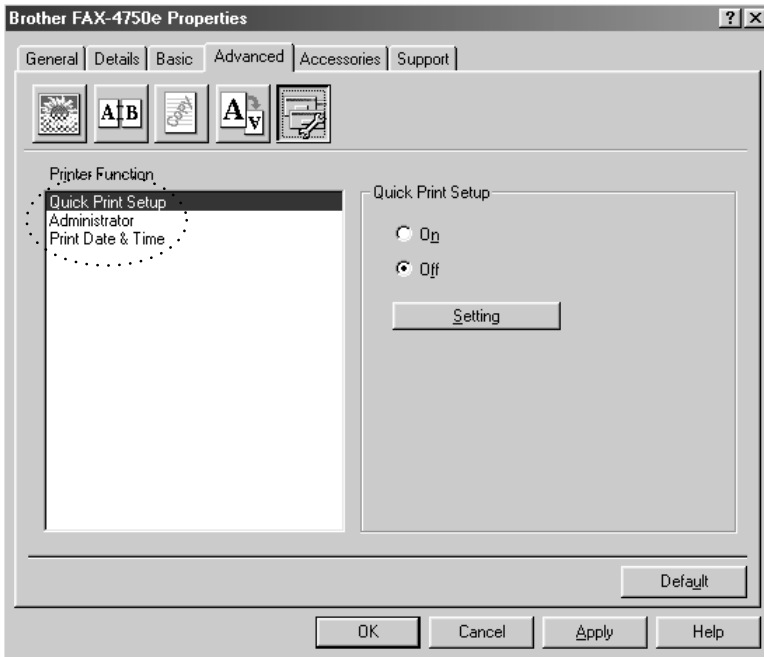 Brother FAX-4750e Properties
General Details Basic Advanced Accessories Support
A B Copy A A
Printer Function
Quick Print Setup
Administrator
Print Date & Time
Quick Print Setup
On
Off
Setting
Default
OK Cancel Apply Help